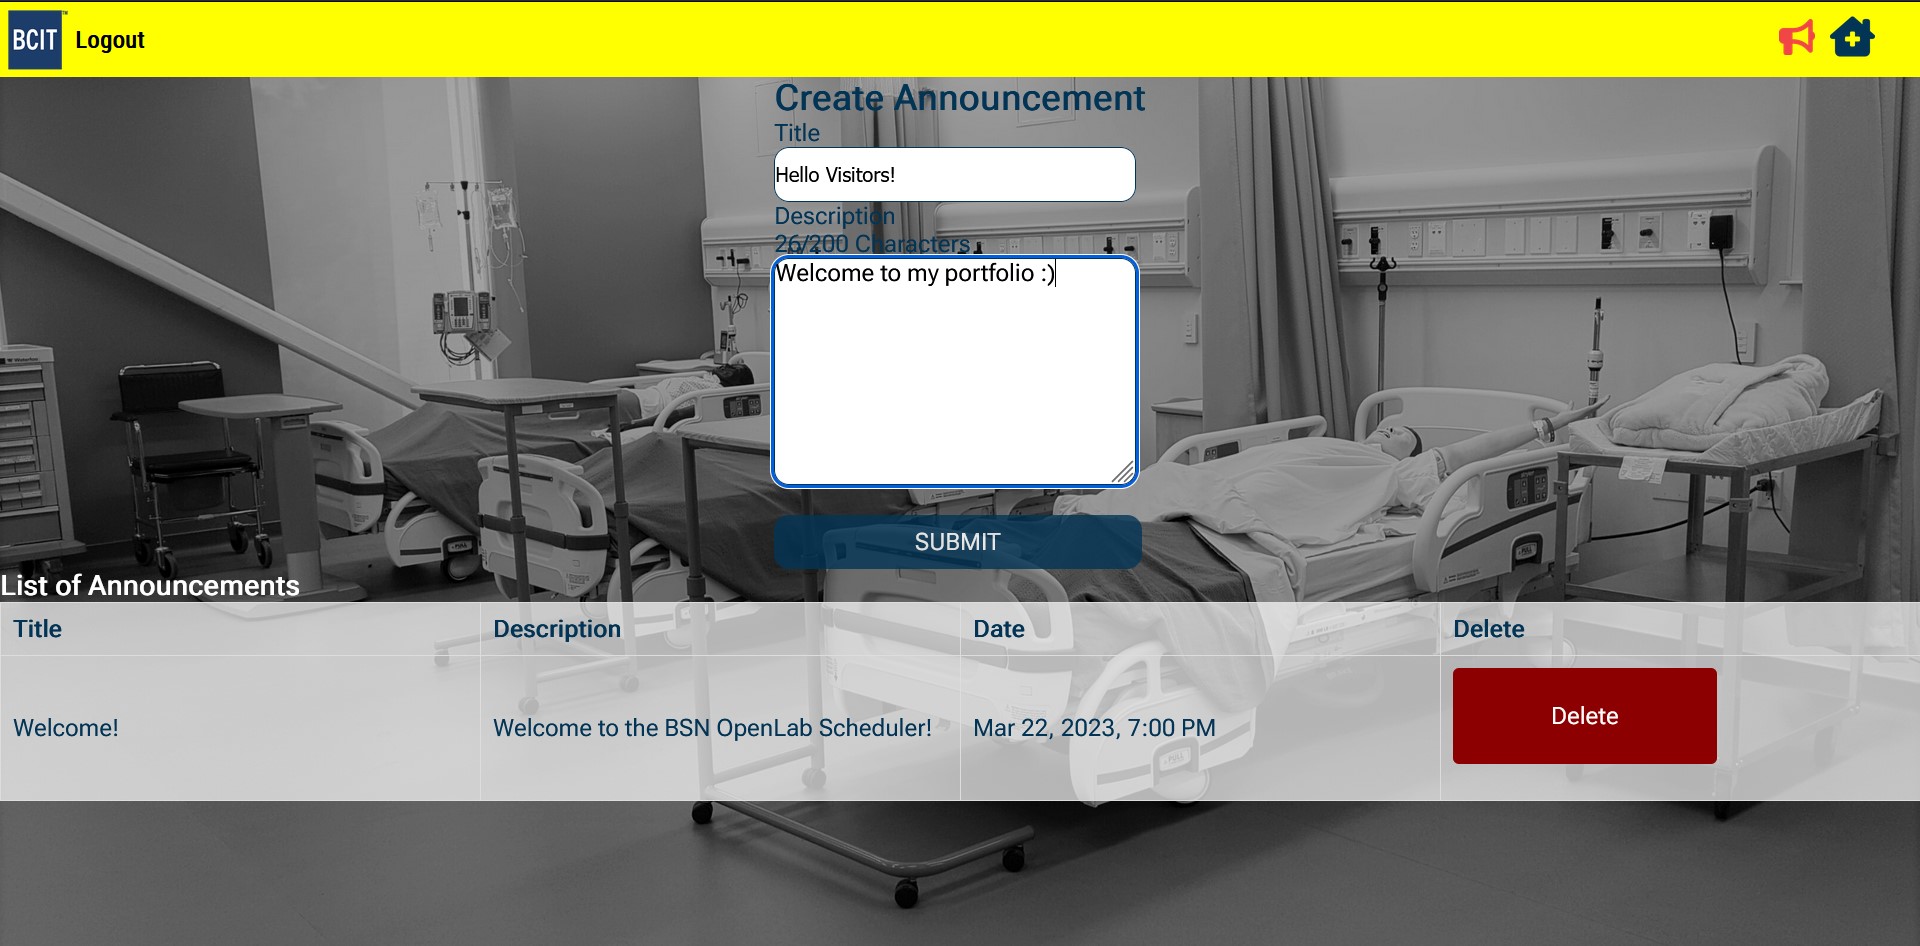 BCIT
Logout
Create Announcement
Title
Hello Visitors!
Description
26/200 Characters
Welcome to my portfolio :)
SUBMIT
List of Announcements
Title Description Date Delete
Welcome! Welcome to the BSN OpenLab Scheduler! Mar 22, 2023, 7:00 PM Delete